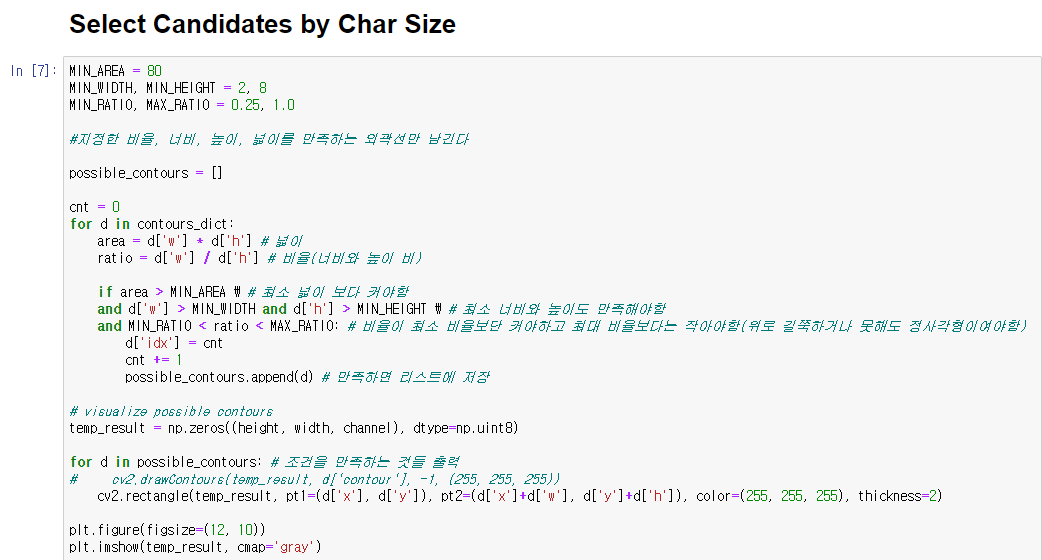 Select Candidates by Char Size
In [7]:
MIN_AREA = 80
MIN_WIDTH, MIN_HEIGHT = 2, 8
MIN_RATIO, MAX_RATIO = 0.25, 1.0
#지정한 비율, 너비, 높이, 넓이를 만족하는 외곽선만 남긴다
possible_contours = []
cnt = 0
for d in contours_dict:
    area = d['w'] * d['h'] # 넓이
    ratio = d['w'] / d['h'] # 비율(너비와 높이 비)
    if area > MIN_AREA ₩ # 최소 넓이 보다 커야함
    and d['w'] > MIN_WIDTH and d['h'] > MIN_HEIGHT ₩ # 최소 너비와 높이도 만족해야함
    and MIN_RATIO < ratio < MAX_RATIO: # 비율이 최소 비율보단 커야하고 최대 비율보다는 작아야함(위로 길쭉하거나 못해도 정사각형이여야함)
        d['idx'] = cnt
        cnt += 1
        possible_contours.append(d) # 만족하면 리스트에 저장
# visualize possible contours
temp_result = np.zeros((height, width, channel), dtype=np.uint8)
for d in possible_contours: # 조건을 만족하는 것들 출력
#     cv2.drawContours(temp_result, d['contour'], -1, (255, 255, 255))
    cv2.rectangle(temp_result, pt1=(d['x'], d['y']), pt2=(d['x']+d['w'], d['y']+d['h']), color=(255, 255, 255), thickness=2)
plt.figure(figsize=(12, 10))
plt.imshow(temp_result, cmap='gray')